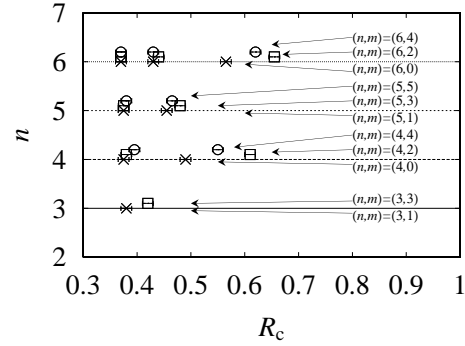 7
6
5
4
3
2
n
(n,m)=(6,4)
(n,m)=(6,2)
(n,m)=(6,0)
(n,m)=(5,5)
(n,m)=(5,3)
(n,m)=(5,1)
(n,m)=(4,4)
(n,m)=(4,2)
(n,m)=(4,0)
(n,m)=(3,3)
(n,m)=(3,1)
0.3 0.4 0.5 0.6 0.7 0.8 0.9 1
Rc